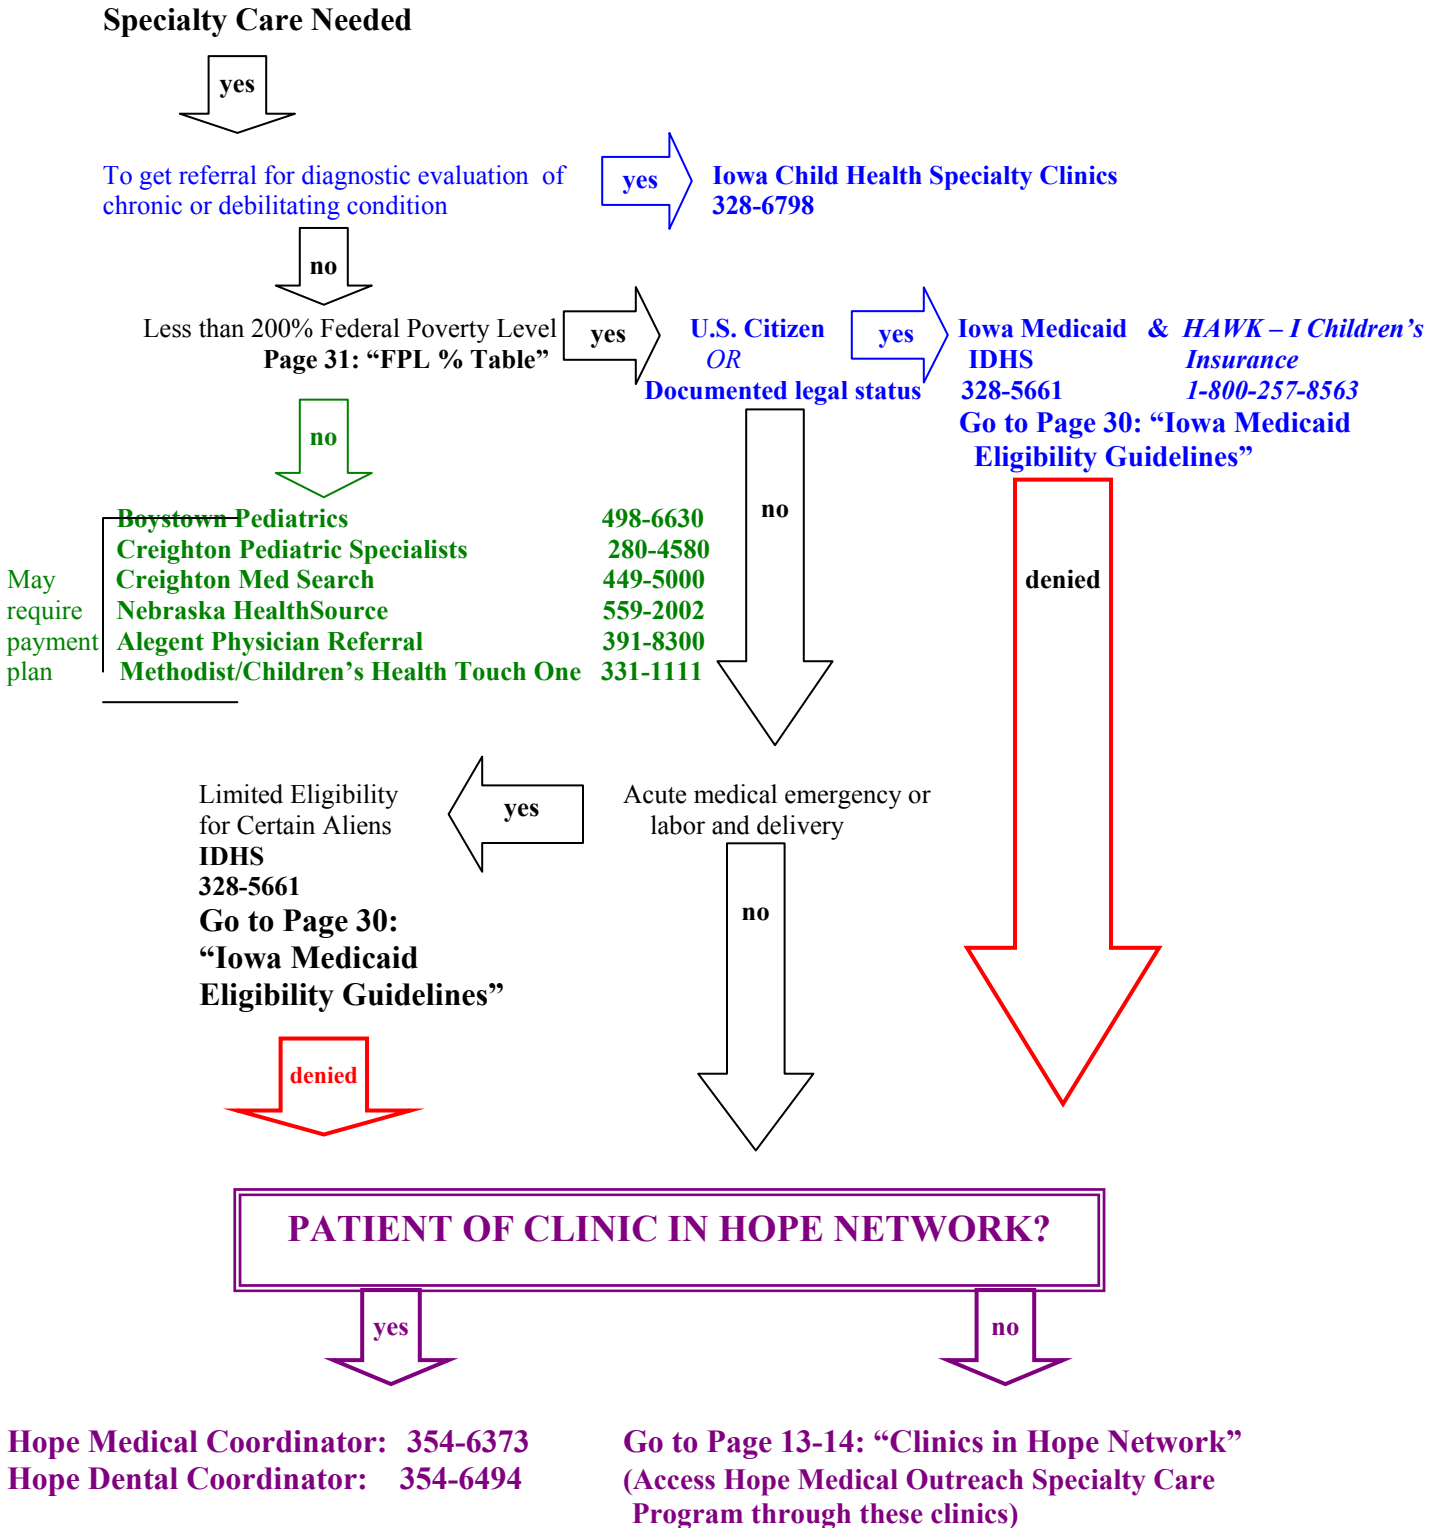 Specialty Care Needed
yes
To get referral for diagnostic evaluation of
chronic or debilitating condition
yes
Iowa Child Health Specialty Clinics
328-6798
no
Less than 200% Federal Poverty Level
Page 31: “FPL % Table”
yes
U.S. Citizen
OR
Documented legal status
yes
Iowa Medicaid & HAWK – I Children’s
IDHS Insurance
328-5661 1-800-257-8563
Go to Page 30: “Iowa Medicaid
Eligibility Guidelines”
no
Boystown Pediatrics 498-6630
Creighton Pediatric Specialists 280-4580
Creighton Med Search 449-5000
Nebraska HealthSource 559-2002
Alegent Physician Referral 391-8300
Methodist/Children’s Health Touch One 331-1111
May
require
payment
plan
no
denied
Acute medical emergency or
labor and delivery
yes
Limited Eligibility
for Certain Aliens
IDHS
328-5661
Go to Page 30:
“Iowa Medicaid
Eligibility Guidelines”
no
denied
PATIENT OF CLINIC IN HOPE NETWORK?
yes
no
Hope Medical Coordinator: 354-6373
Hope Dental Coordinator: 354-6494
Go to Page 13-14: “Clinics in Hope Network”
(Access Hope Medical Outreach Specialty Care
Program through these clinics)